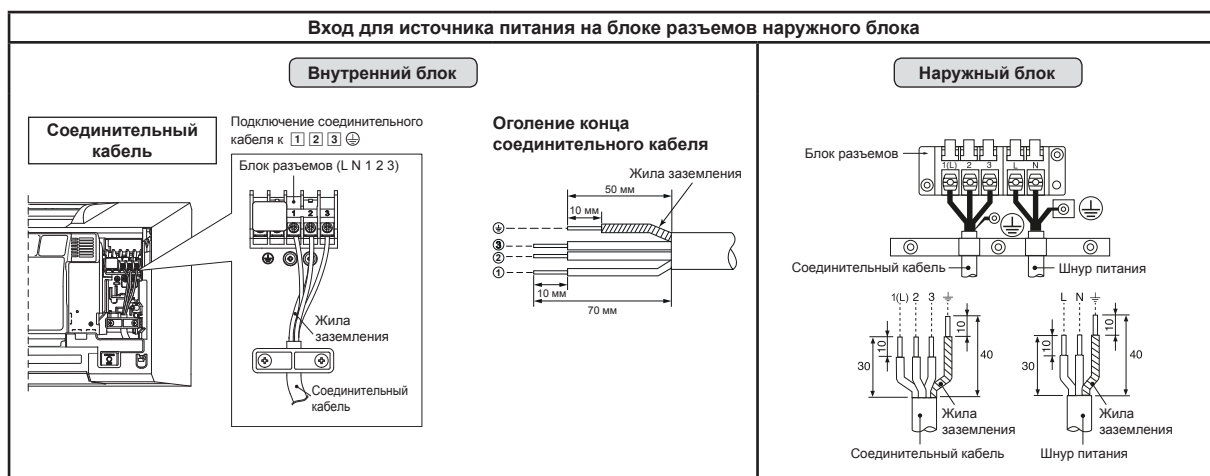 Вход для источника питания на блоке разъемов наружного блока
Внутренний блок
Соединительный
кабель
Подключение соединительного
кабеля к 1 2 3
Блок разъемов (L N 1 2 3)
1 2 3
Жила
заземления
Соединительный
кабель
Оголение конца
соединительного кабеля
Жила заземления
50 мм
10 мм
③
②
①
10 мм
70 мм
Наружный блок
Блок разъемов
1(L) 2 3 L N
Соединительный кабель
Шнур питания
1(L) 2 3
10
10
30
40
Жила
заземления
Соединительный кабель
L N
10
10
30
40
Жила
заземления
Шнур питания